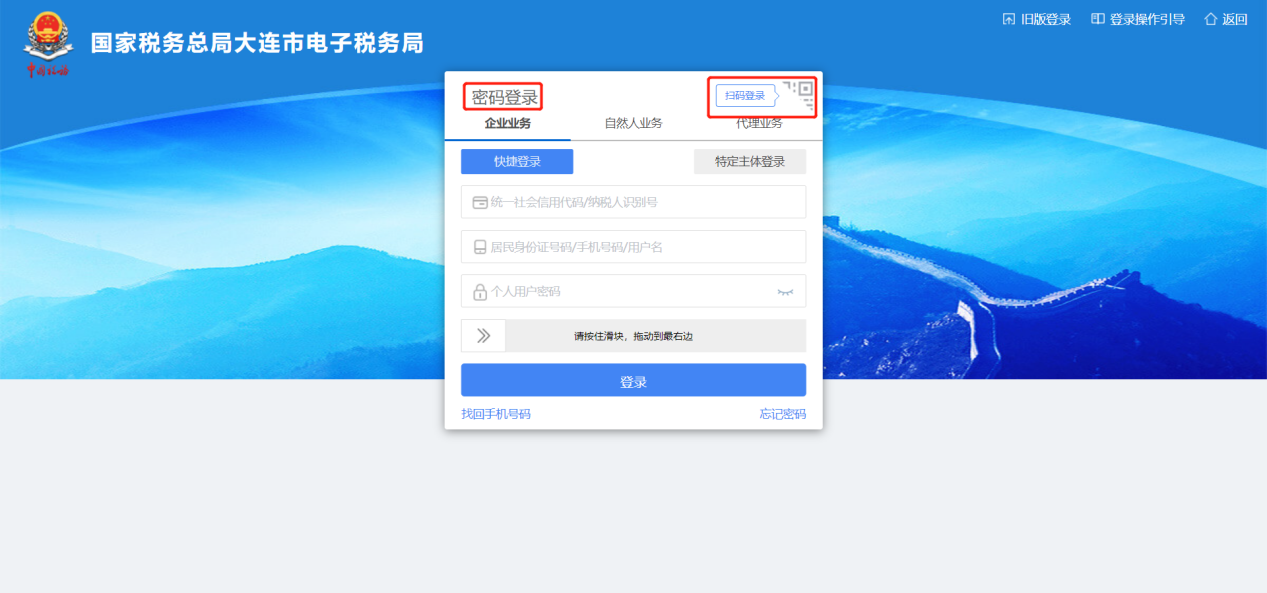 旧版登录 登录操作引导 返回
国家税务总局大连市电子税务局
中国税务
密码登录 扫码登录
企业业务 自然人业务 代理业务
快捷登录 特定主体登录
统一社会信用代码/纳税人识别号
居民身份证号码/手机号码/用户名
个人用户密码
请按住滑块，拖动到最右边
登录
找回手机号码 忘记密码